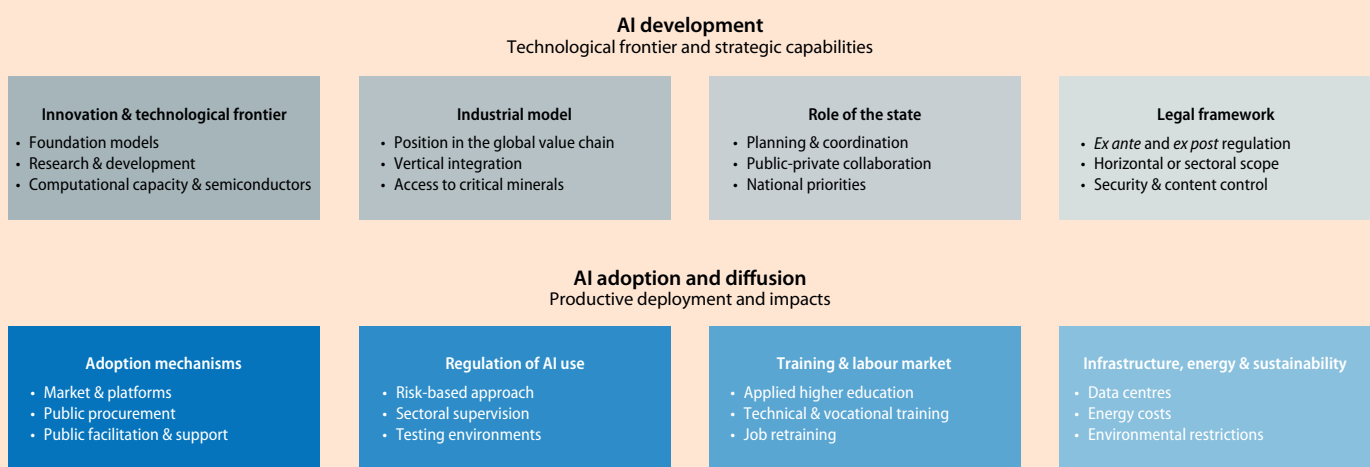 AI development
Technological frontier and strategic capabilities
Innovation & technological frontier
• Foundation models
• Research & development
• Computational capacity & semiconductors
Industrial model
• Position in the global value chain
• Vertical integration
• Access to critical minerals
Role of the state
• Planning & coordination
• Public-private collaboration
• National priorities
Legal framework
• Ex ante and ex post regulation
• Horizontal or sectoral scope
• Security & content control
AI adoption and diffusion
Productive deployment and impacts
Adoption mechanisms
• Market & platforms
• Public procurement
• Public facilitation & support
Regulation of AI use
• Risk-based approach
• Sectoral supervision
• Testing environments
Training & labour market
• Applied higher education
• Technical & vocational training
• Job retraining
Infrastructure, energy & sustainability
• Data centres
• Energy costs
• Environmental restrictions